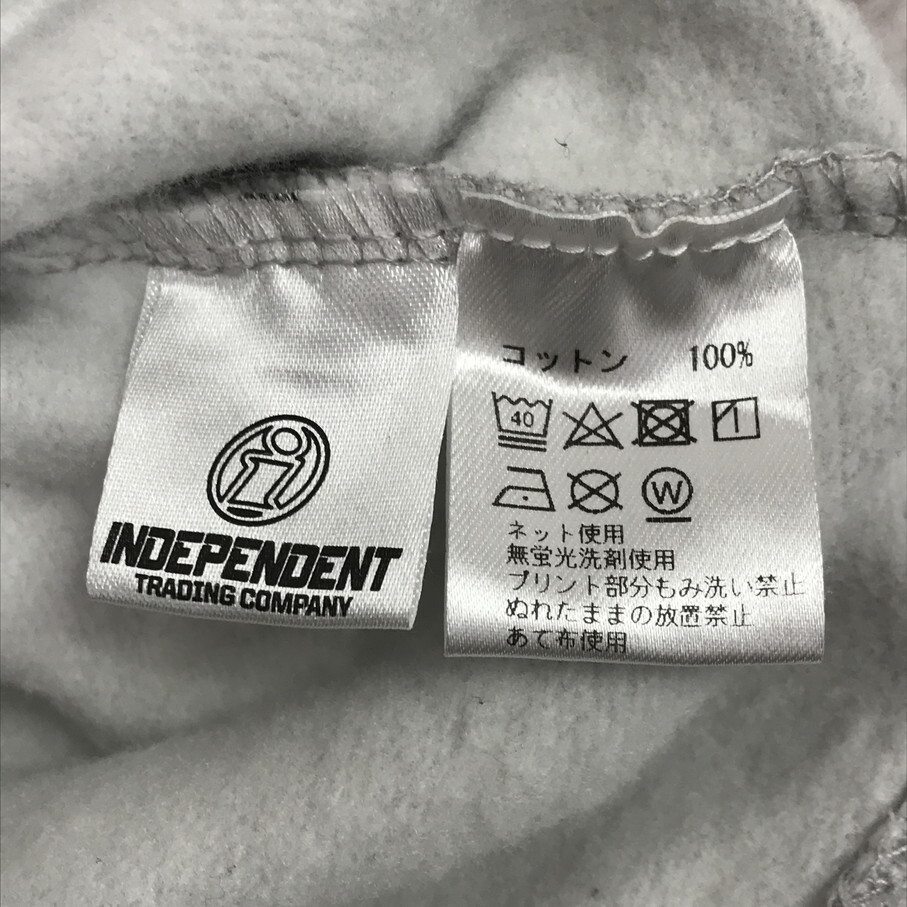 INDEPENDENT
TRADING COMPANY
コットン 100%
40
W
ネット使用
無蛍光洗剤使用
プリント部分もみ洗い禁止
ぬれたままの放置禁止
あて布使用